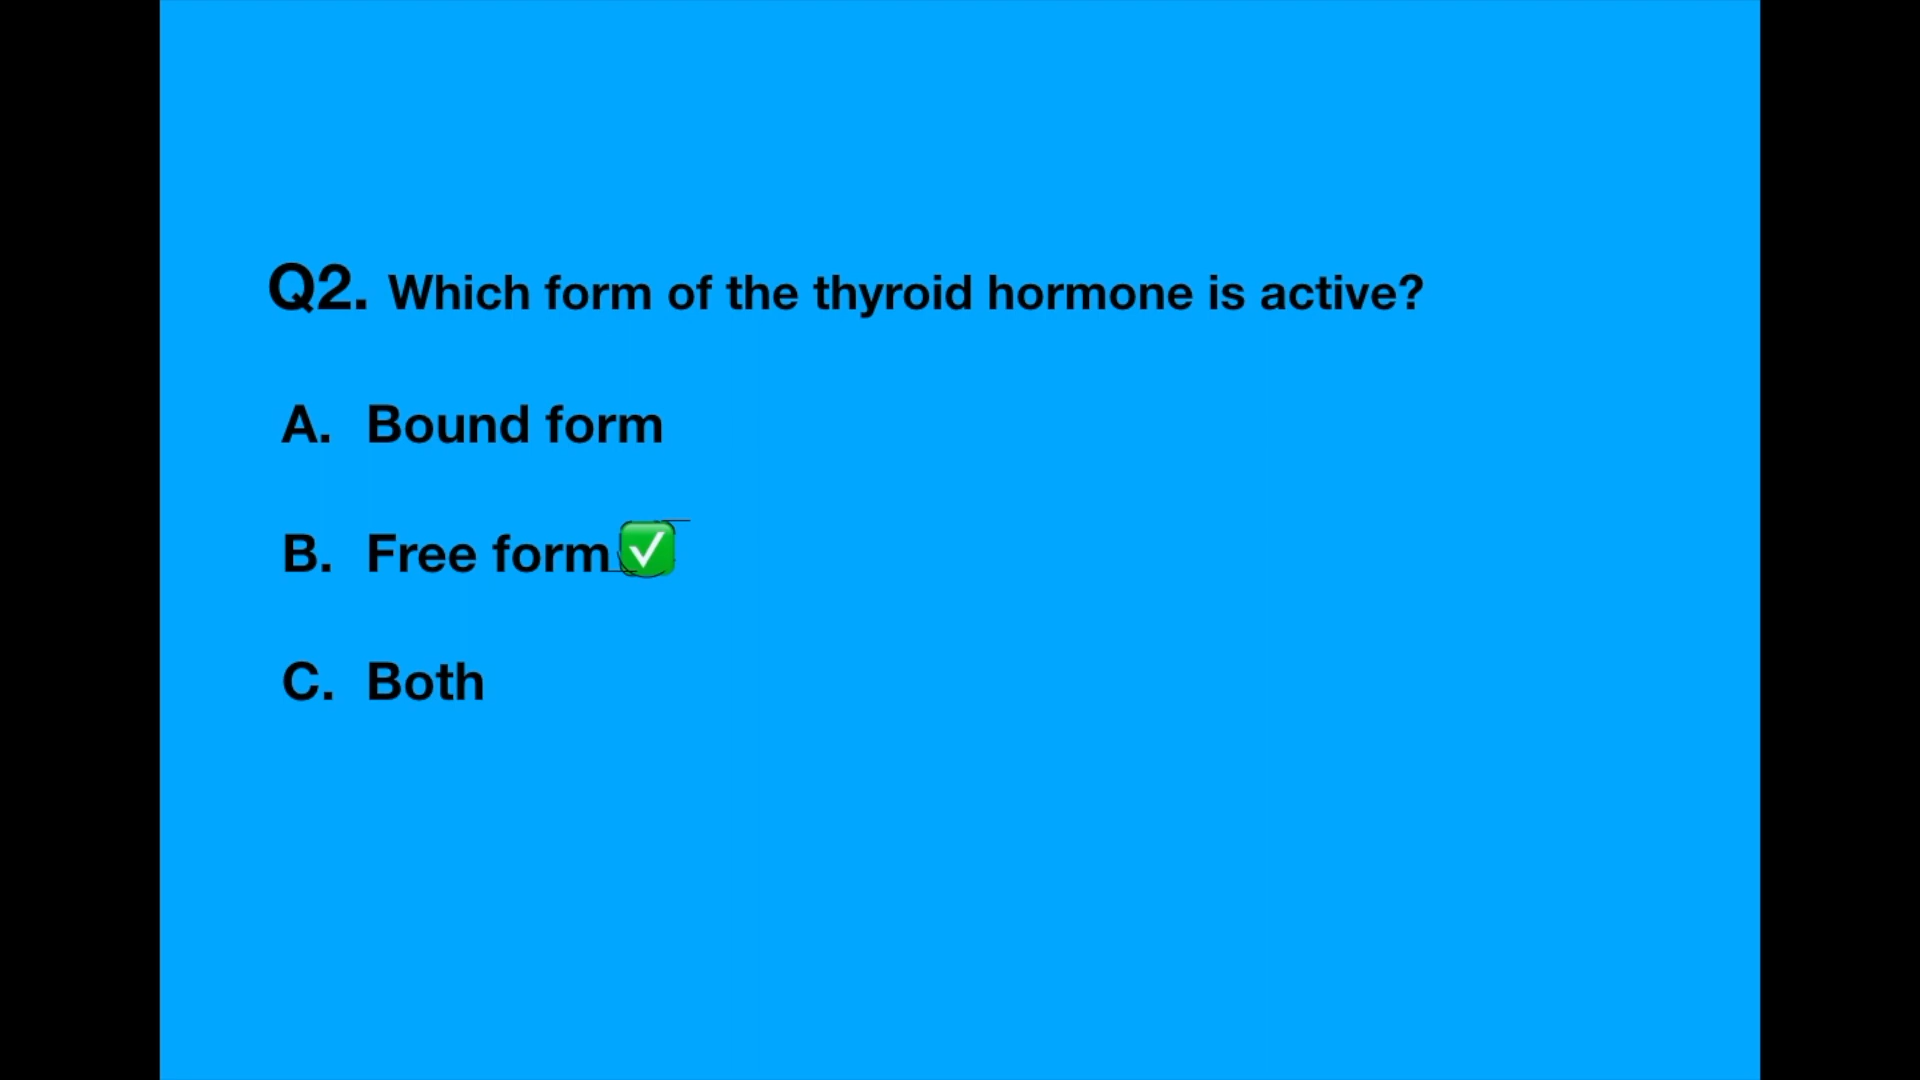 Q2. Which form of the thyroid hormone is active?
A. Bound form
B. Free form ✅
C. Both